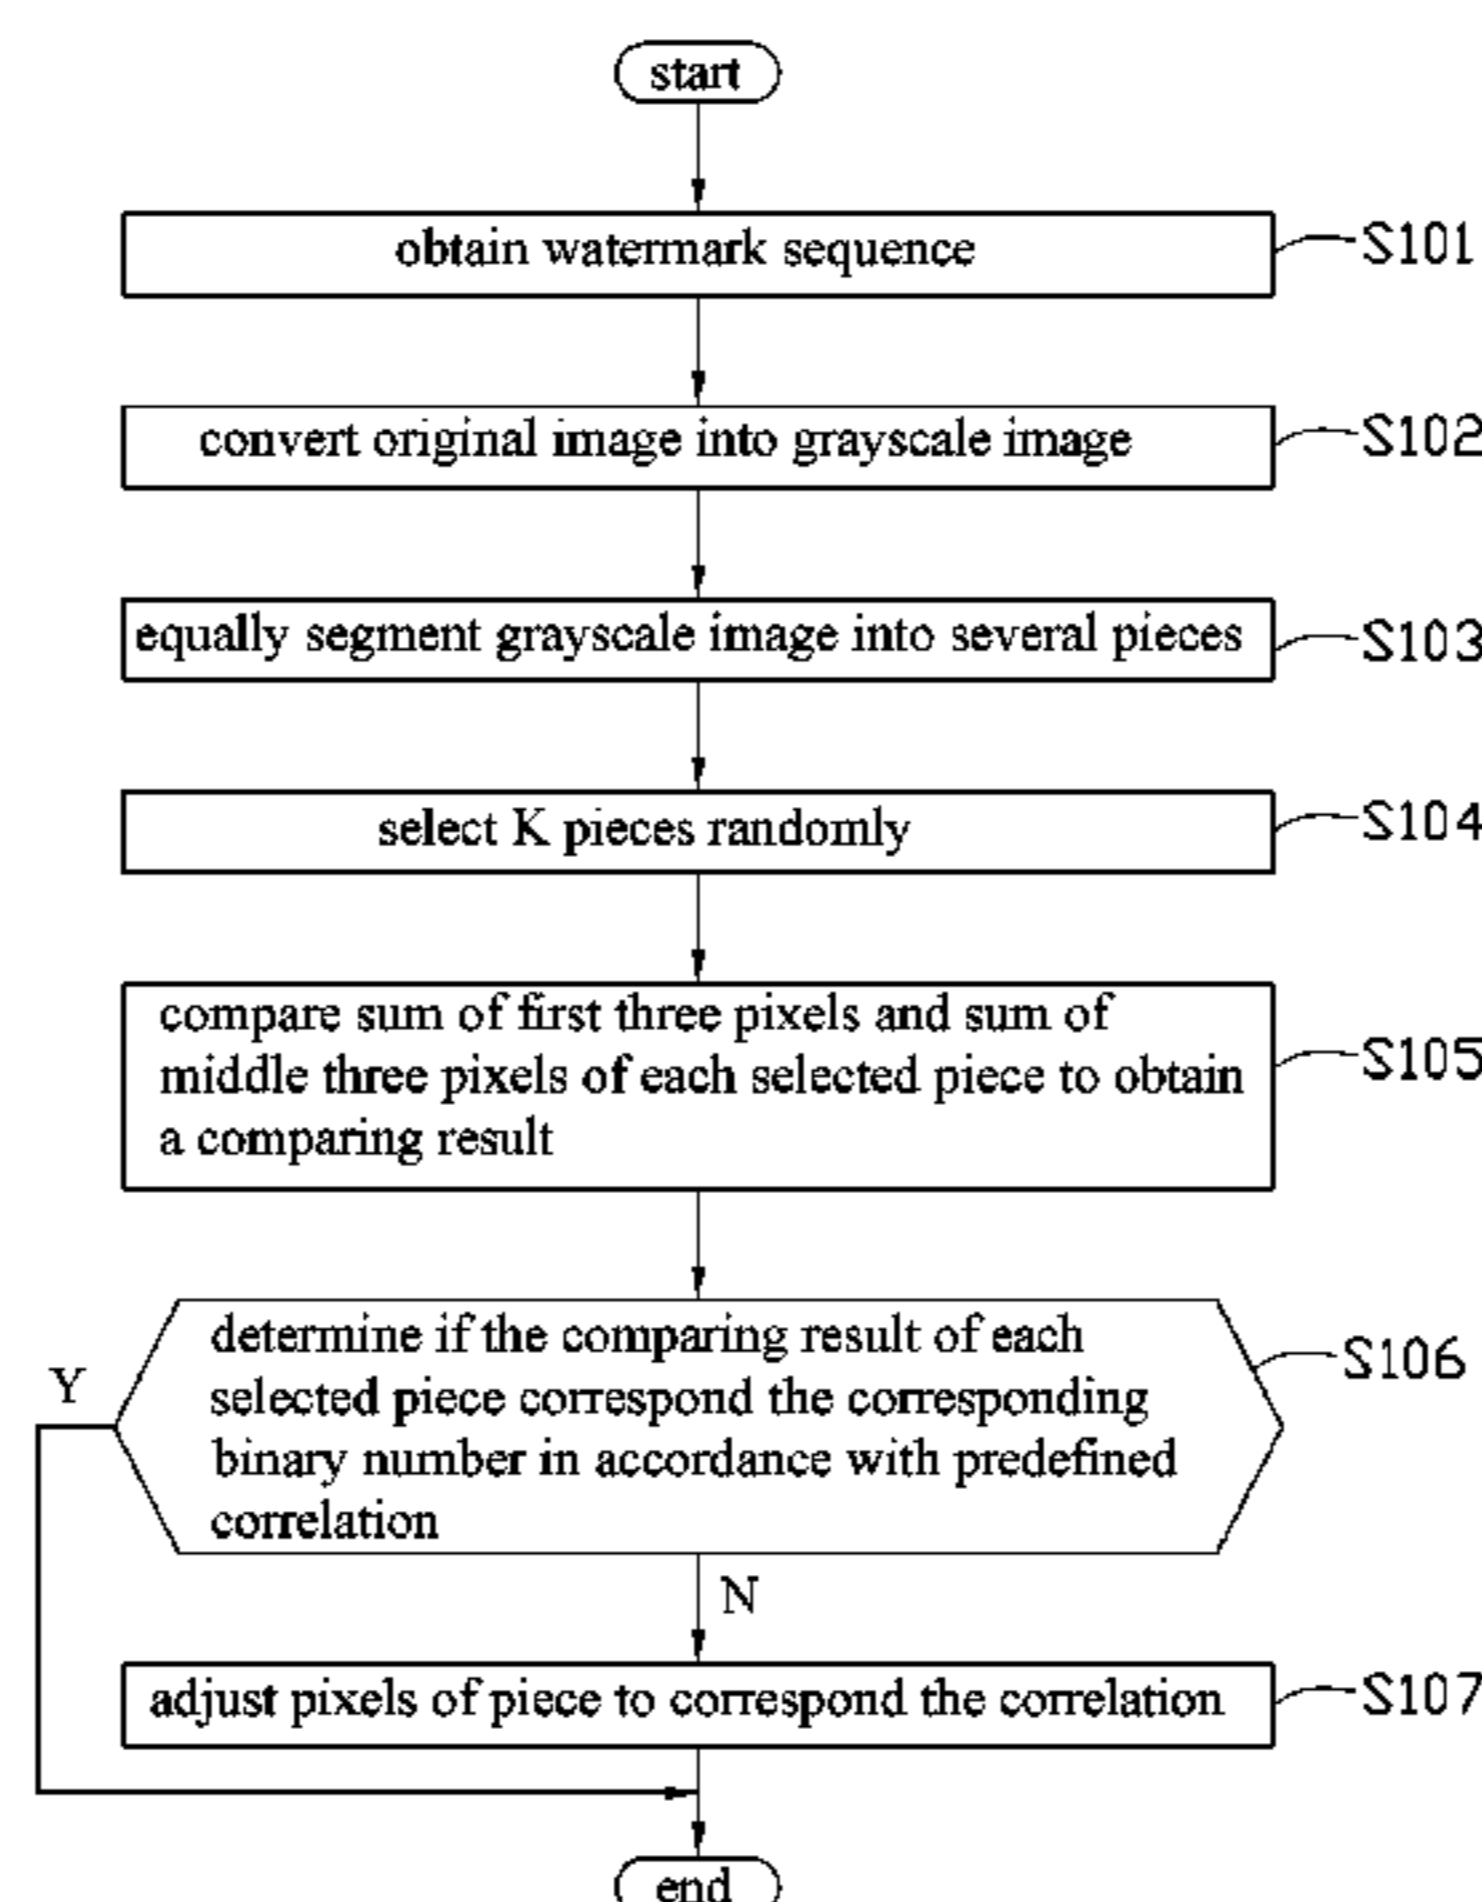 start
obtain watermark sequence
S101
convert original image into grayscale image
S102
equally segment grayscale image into several pieces
S103
select K pieces randomly
S104
compare sum of first three pixels and sum of
middle three pixels of each selected piece to obtain
a comparing result
S105
determine if the comparing result of each
selected piece correspond the corresponding
binary number in accordance with predefined
correlation
S106
Y
N
adjust pixels of piece to correspond the correlation
S107
end